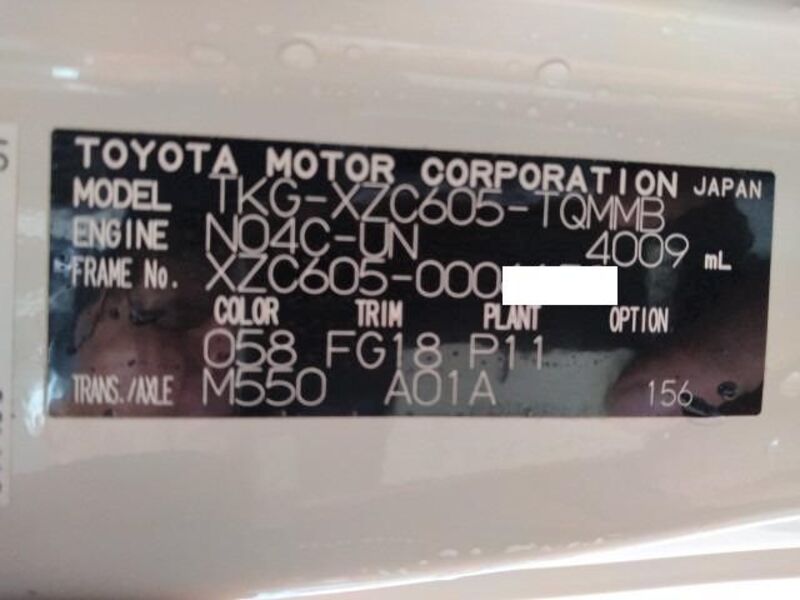 TOYOTA MOTOR CORPORATION JAPAN
MODEL TKG-XZC605-TQMMB
ENGINE N04C-UN 4009 mL
FRAME No. XZC605-000
COLOR TRIM PLANT OPTION
058 FG18 P11
TRANS./AXLE M550 A01A 156